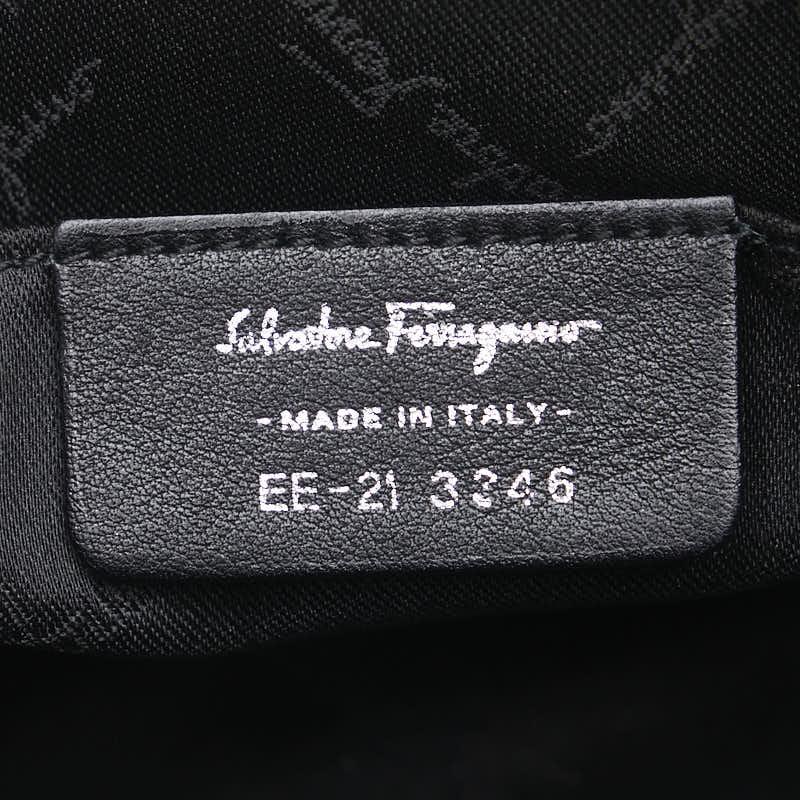 Salvatore Ferragamo
-MADE IN ITALY-
EE-21 3346